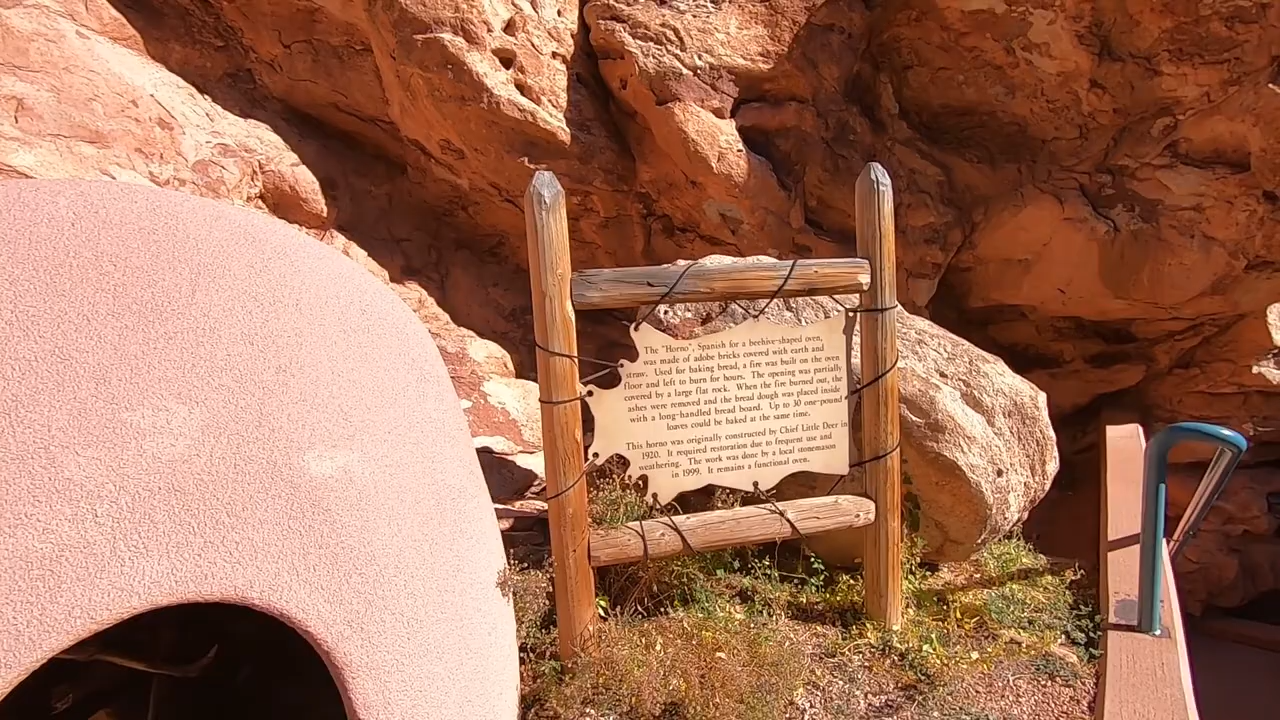 The "Horno", Spanish for a beehive-shaped oven,
was made of adobe bricks covered with earth and
straw. Used for baking bread, a fire was built on the oven
floor and left to burn for hours. The opening was partially
covered by a large flat rock. When the fire burned out, the
ashes were removed and the bread dough was placed inside
with a long-handled bread board. Up to 30 one-pound
loaves could be baked at the same time.
This horno was originally constructed by Chief Little Deer in
1920. It required restoration due to frequent use and
weathering. The work was done by a local stonemason
in 1999. It remains a functional oven.